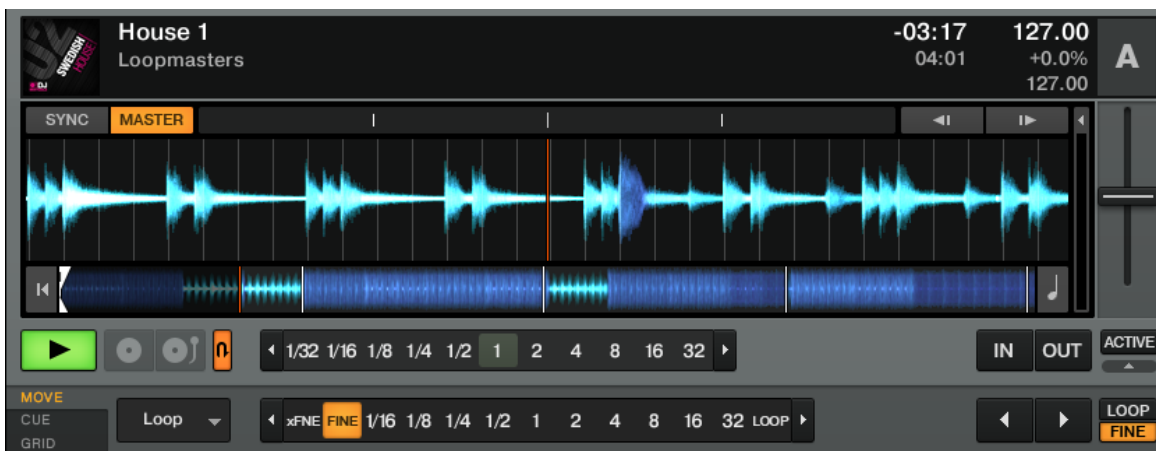 SWEDISH
HOUSE
DJ
House 1
Loopmasters
-03:17
04:01
127.00
+0.0%
127.00
A
SYNC MASTER
1/32 1/16 1/8 1/4 1/2 1 2 4 8 16 32
IN OUT
ACTIVE
MOVE
CUE
GRID
Loop
xFNE FINE 1/16 1/8 1/4 1/2 1 2 4 8 16 32 LOOP
LOOP
FINE